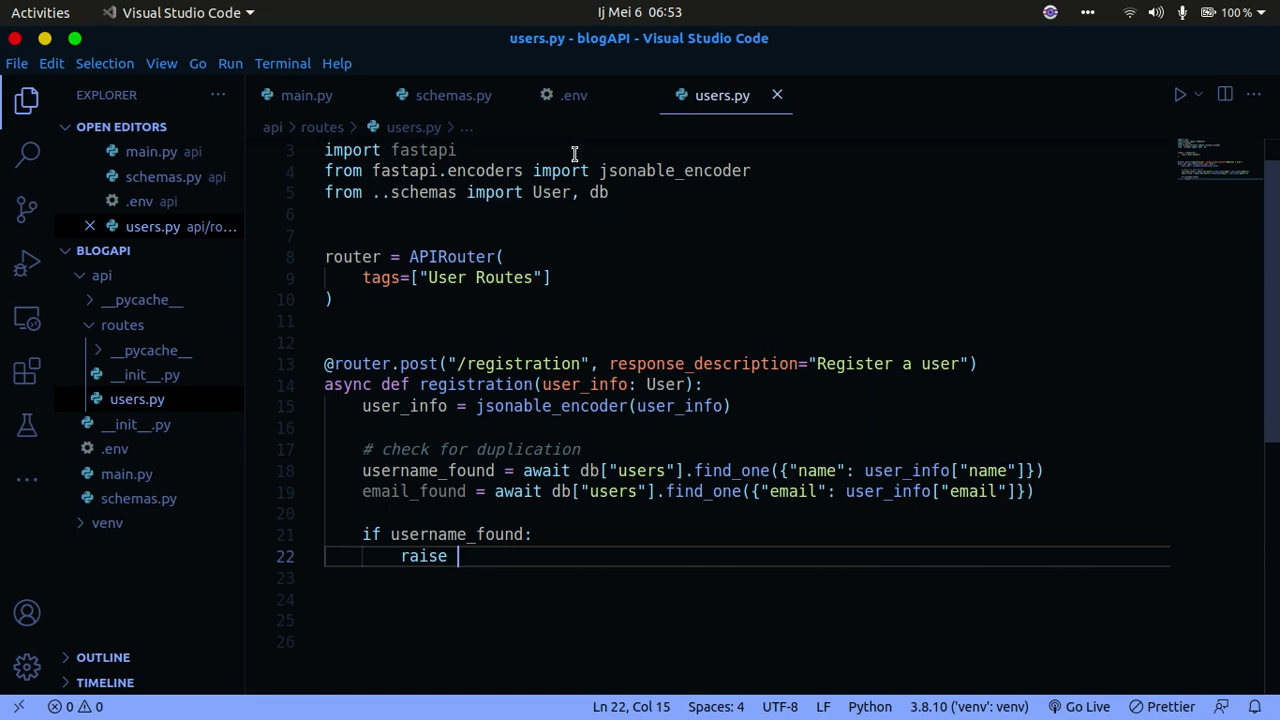 Activities
Visual Studio Code
Ij Mei 6 06:53
100 %
users.py - blogAPI - Visual Studio Code
File Edit Selection View Go Run Terminal Help
EXPLORER
main.py
schemas.py
.env
users.py
api > routes > users.py > ...
OPEN EDITORS
main.py api
schemas.py api
.env api
users.py api/ro...
BLOGAPI
api
__pycache__
routes
__pycache__
__init__.py
users.py
__init__.py
.env
main.py
schemas.py
venv
OUTLINE
TIMELINE
3 import fastapi
4 from fastapi.encoders import jsonable_encoder
5 from ..schemas import User, db
6
7
8 router = APIRouter(
9 tags=["User Routes"]
10 )
11
12
13 @router.post("/registration", response_description="Register a user")
14 async def registration(user_info: User):
15 user_info = jsonable_encoder(user_info)
16
17 # check for duplication
18 username_found = await db["users"].find_one({"name": user_info["name"]})
19 email_found = await db["users"].find_one({"email": user_info["email"]})
20
21 if username_found:
22 raise
23
24
25
26
0 0
Ln 22, Col 15
Spaces: 4
UTF-8
LF
Python
3.8.10 ('venv': venv)
Go Live
Prettier